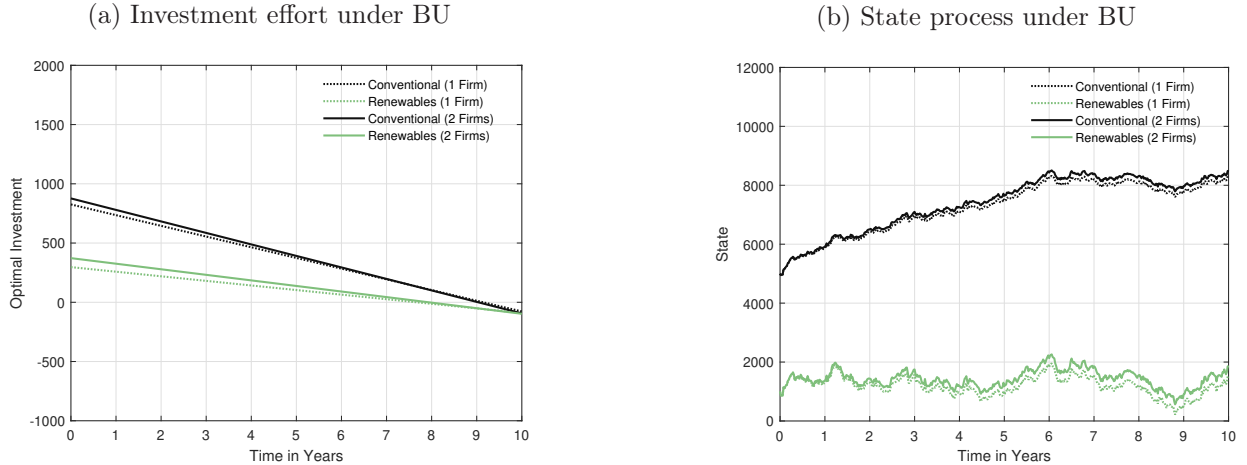 (a) Investment effort under BU
2000
1500
1000
500
0
-500
-1000
Optimal Investment
0 1 2 3 4 5 6 7 8 9 10
Time in Years
Conventional (1 Firm)
Renewables (1 Firm)
Conventional (2 Firms)
Renewables (2 Firms)
(b) State process under BU
12000
10000
8000
6000
4000
2000
0
State
0 1 2 3 4 5 6 7 8 9 10
Time in Years
Conventional (1 Firm)
Renewables (1 Firm)
Conventional (2 Firms)
Renewables (2 Firms)